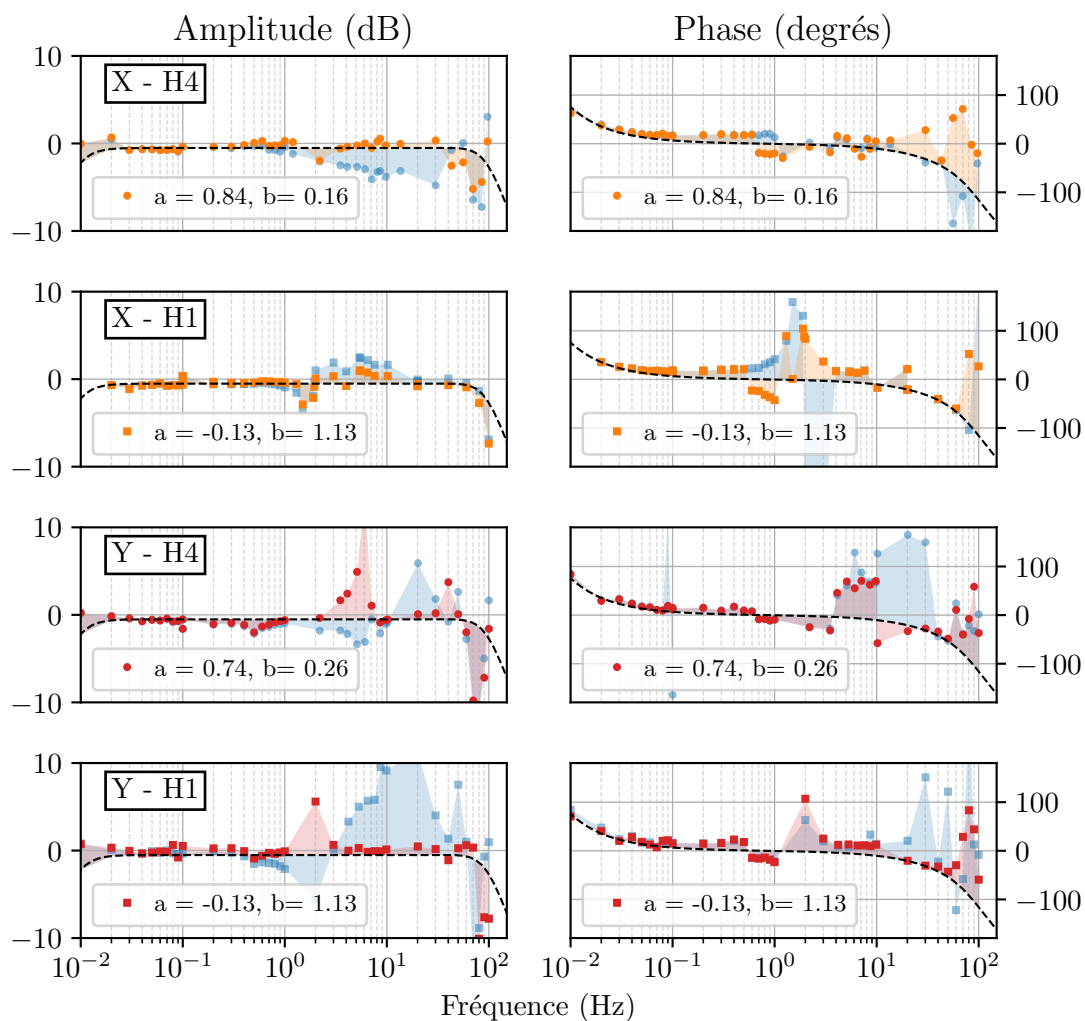 Amplitude (dB)
Phase (degrés)
10
0
−10
X - H4
a = 0.84, b= 0.16
a = 0.84, b= 0.16
100
0
−100
10
0
−10
X - H1
a = -0.13, b= 1.13
a = -0.13, b= 1.13
100
0
−100
10
0
−10
Y - H4
a = 0.74, b= 0.26
a = 0.74, b= 0.26
100
0
−100
10
0
−10
Y - H1
a = -0.13, b= 1.13
a = -0.13, b= 1.13
100
0
−100
10⁻² 10⁻¹ 10⁰ 10¹ 10²
10⁻² 10⁻¹ 10⁰ 10¹ 10²
Fréquence (Hz)